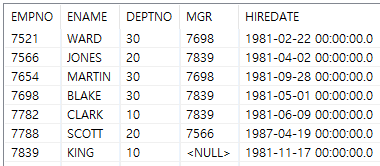 EMPNO ENAME DEPTNO MGR HIREDATE
7521 WARD 30 7698 1981-02-22 00:00:00.0
7566 JONES 20 7839 1981-04-02 00:00:00.0
7654 MARTIN 30 7698 1981-09-28 00:00:00.0
7698 BLAKE 30 7839 1981-05-01 00:00:00.0
7782 CLARK 10 7839 1981-06-09 00:00:00.0
7788 SCOTT 20 7566 1987-04-19 00:00:00.0
7839 KING 10 <NULL> 1981-11-17 00:00:00.0